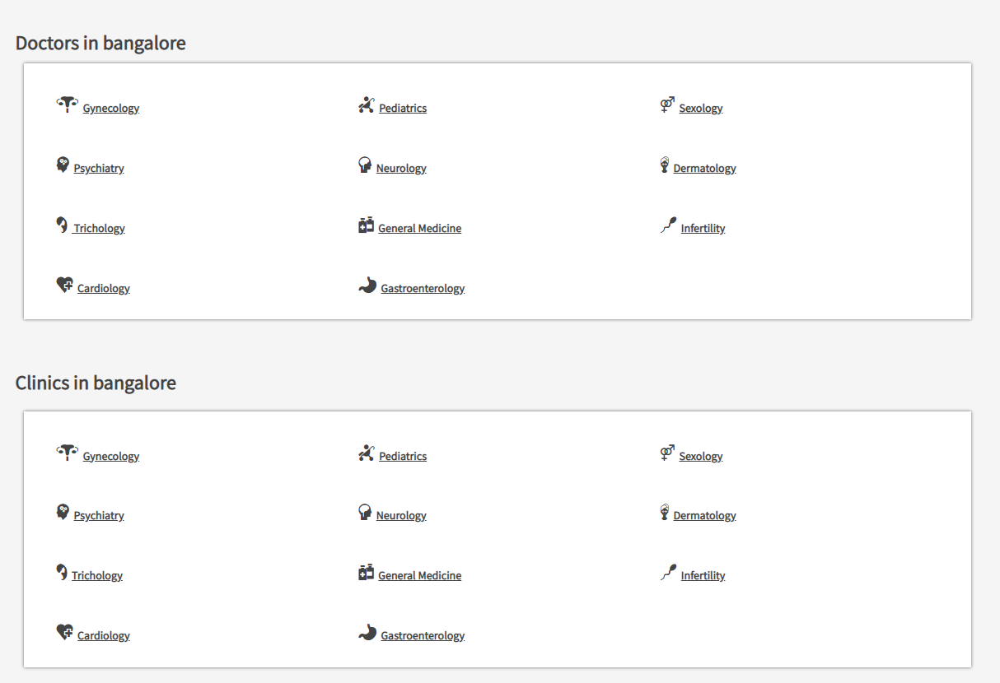 Doctors in bangalore
Gynecology Pediatrics Sexology
Psychiatry Neurology Dermatology
Trichology General Medicine Infertility
Cardiology Gastroenterology
Clinics in bangalore
Gynecology Pediatrics Sexology
Psychiatry Neurology Dermatology
Trichology General Medicine Infertility
Cardiology Gastroenterology